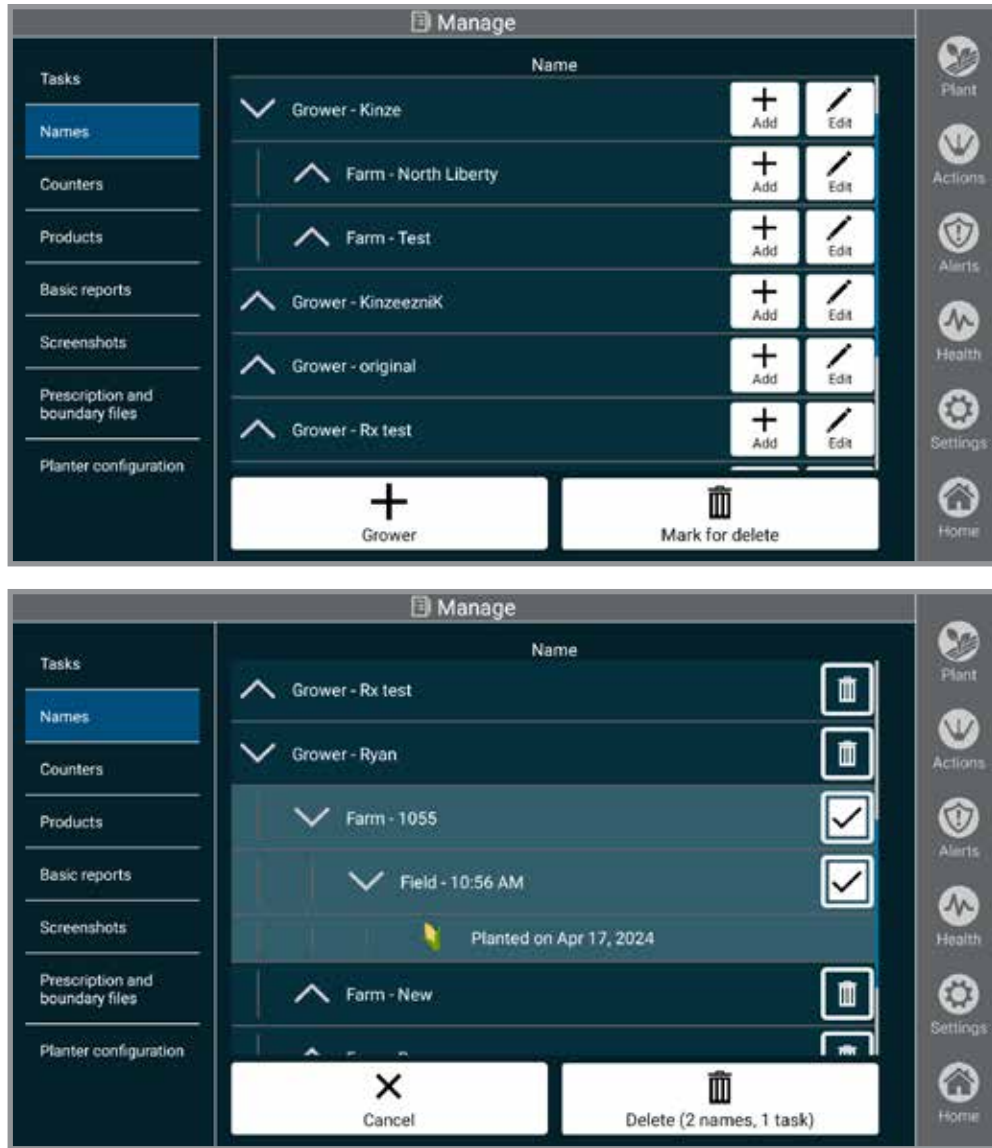 Manage
Name
Tasks
Names
Counters
Products
Basic reports
Screenshots
Prescription and
boundary files
Planter configuration
Grower - Kinze
Add
Edit
Farm - North Liberty
Add
Edit
Farm - Test
Add
Edit
Grower - KinzeezniK
Add
Edit
Grower - original
Add
Edit
Grower - Rx test
Add
Edit
Grower
Mark for delete
Plant
Actions
Alerts
Health
Settings
Home
Manage
Name
Tasks
Names
Counters
Products
Basic reports
Screenshots
Prescription and
boundary files
Planter configuration
Grower - Rx test
Grower - Ryan
Farm - 1055
Field - 10:56 AM
Planted on Apr 17, 2024
Farm - New
Cancel
Delete (2 names, 1 task)
Plant
Actions
Alerts
Health
Settings
Home